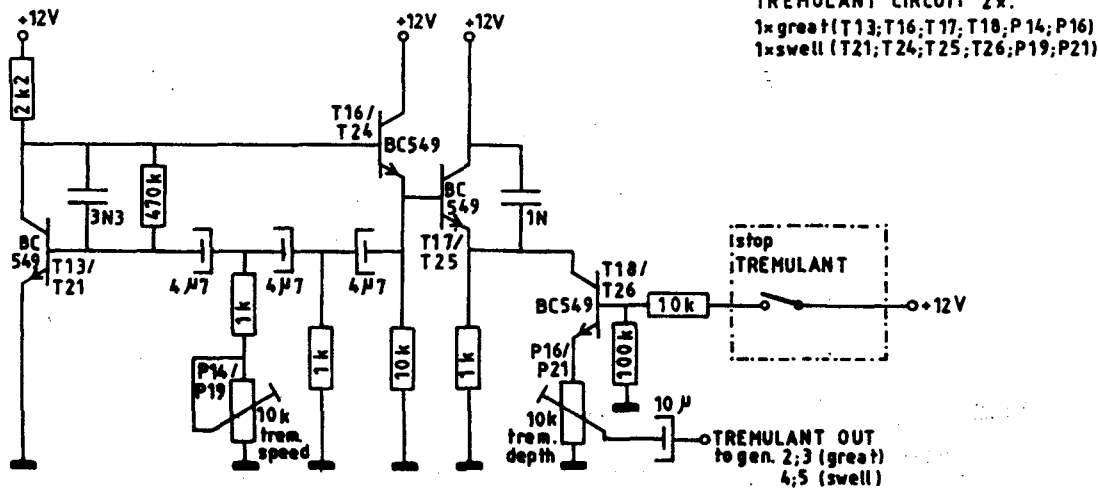 TREMULANT CIRCUIT 2x:
1x great (T13;T16;T17;T18;P14;P16)
1x swell (T21;T24;T25;T26;P19;P21)
+12V
+12V
+12V
2k2
T16/
T24
BC549
3N3
470k
BC
549
1N
BC
549
T13/
T21
4µ7
4µ7
4µ7
T17/
T25
stop
TREMULANT
T18/
T26
BC549
10k
+12V
1k
P14/
P19
10k
trem.
speed
1k
10k
1k
P16/
P21
100k
10k
trem.
depth
10µ
TREMULANT OUT
to gen. 2;3 (great)
4;5 (swell)